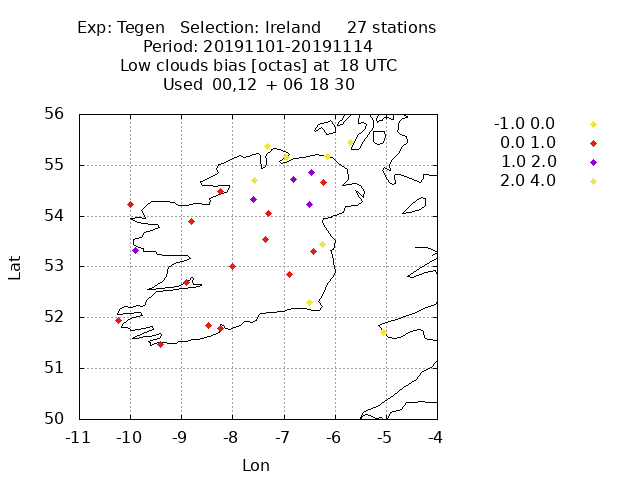 Exp: Tegen   Selection: Ireland     27 stations
Period: 20191101-20191114
Low clouds bias [octas] at  18 UTC
Used  00,12  + 06 18 30
-1.0 0.0
0.0 1.0
1.0 2.0
2.0 4.0
56
55
54
53
52
51
50
Lat
-11 -10 -9 -8 -7 -6 -5 -4
Lon